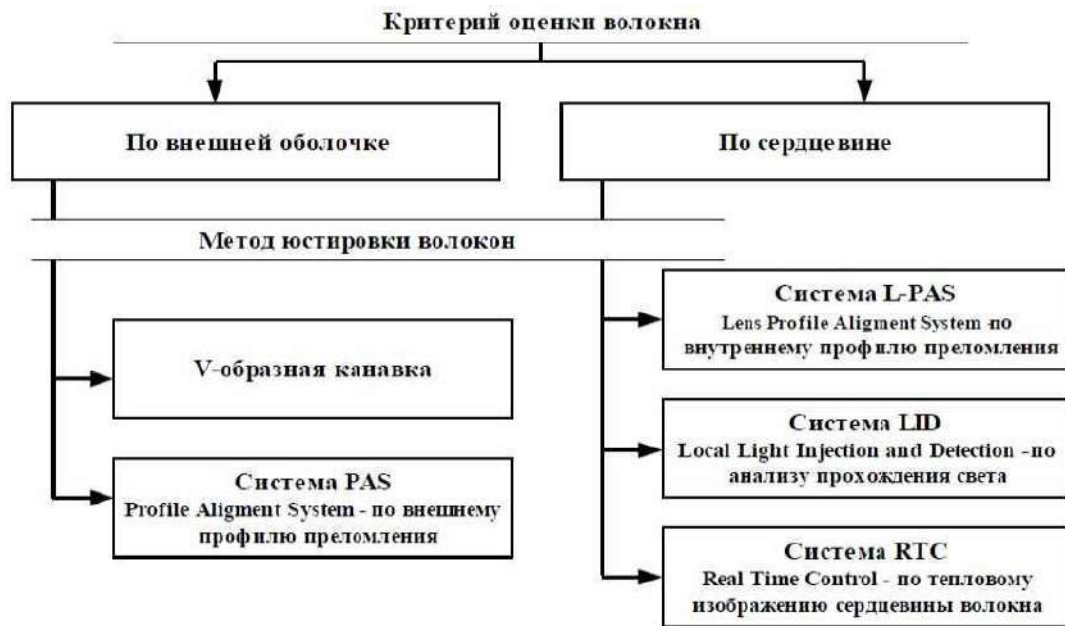 Критерий оценки волокна
По внешней оболочке
По сердцевине
Метод юстировки волокон
V-образная канавка
Система PAS
Profile Aligment System - по внешнему
профилю преломления
Система L-PAS
Lens Profile Aligment System -по
внутреннему профилю преломления
Система LID
Local Light Injection and Detection -по
анализу прохождения света
Система RTC
Real Time Control - по тепловому
изображению сердцевины волокна